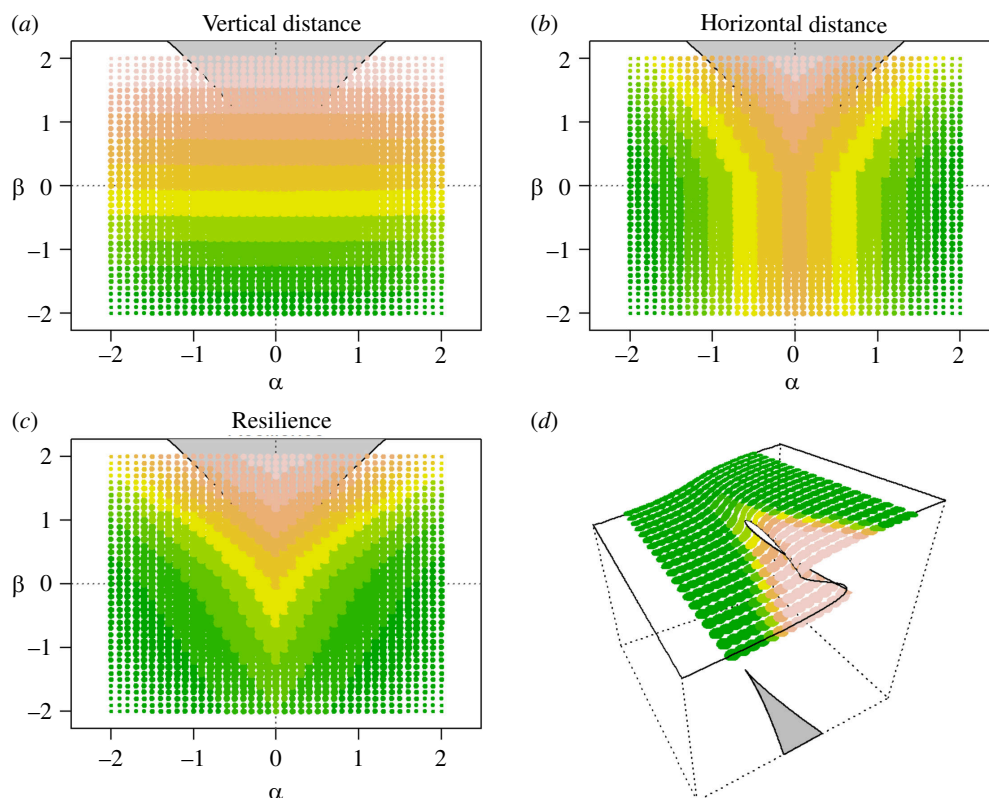 (a) Vertical distance
2
1
β 0
–1
–2
–2 –1 0 1 2
α
(b) Horizontal distance
2
1
β 0
–1
–2
–2 –1 0 1 2
α
(c) Resilience
2
1
β 0
–1
–2
–2 –1 0 1 2
α
(d)